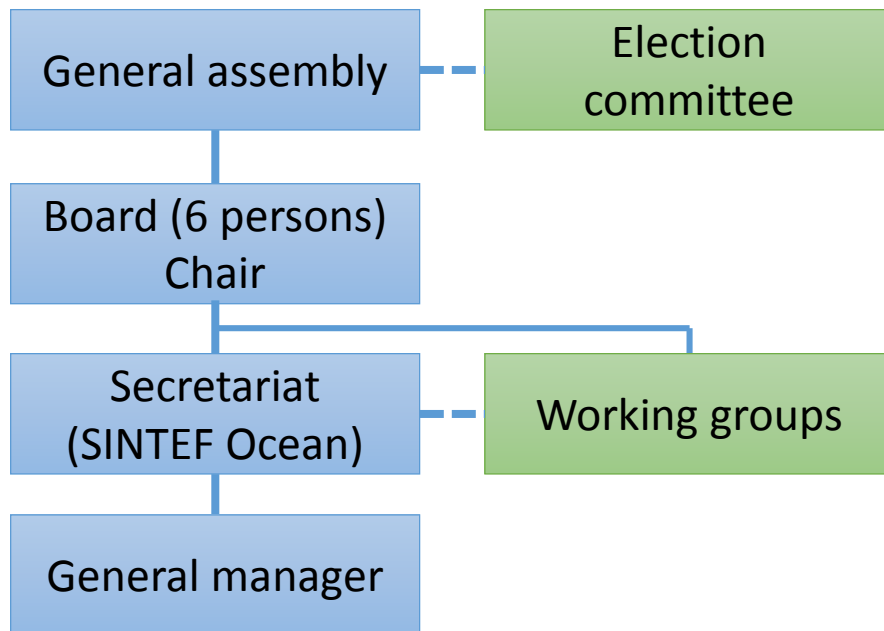 General assembly
Election
committee
Board (6 persons)
Chair
Secretariat
(SINTEF Ocean)
Working groups
General manager